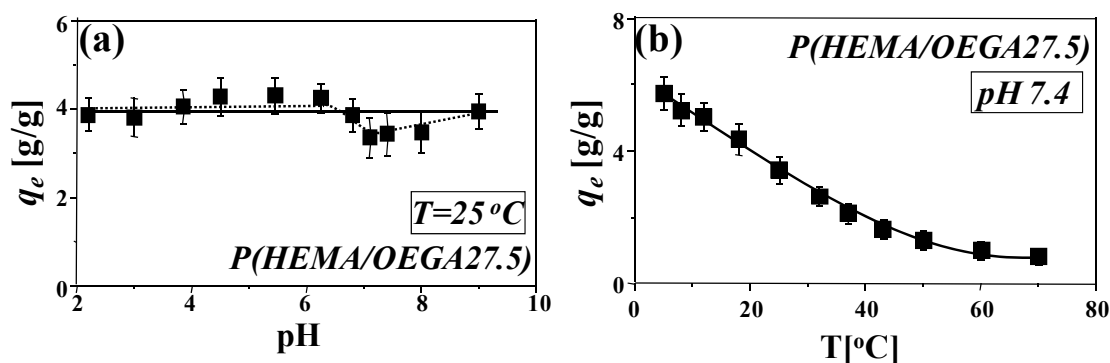 (a)
6
4
2
0
q_e [g/g]
T=25 °C
P(HEMA/OEGA27.5)
2 4 6 8 10
pH
(b)
P(HEMA/OEGA27.5)
pH 7.4
8
4
0
q_e [g/g]
0 20 40 60 80
T[°C]